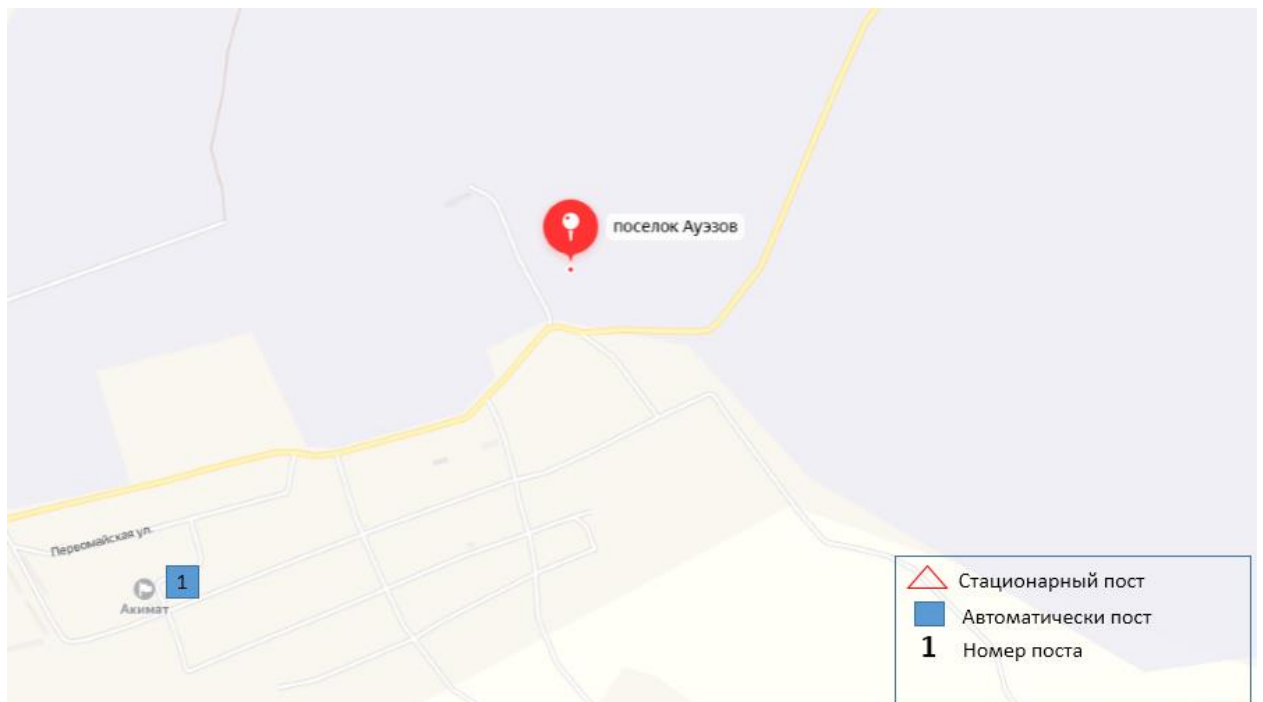 поселок Ауэзов
Первомайская ул.
1
Акимат
Стационарный пост
Автоматически пост
1 Номер поста